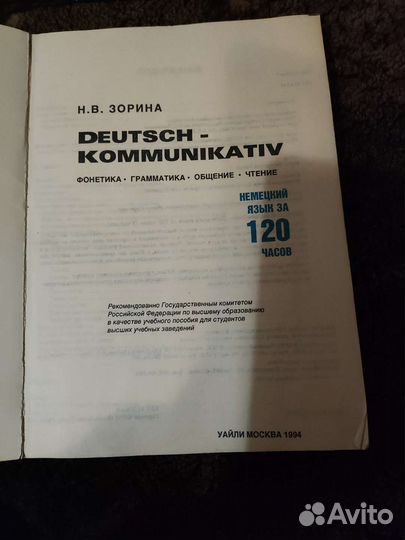 Н.В. ЗОРИНА
DEUTSCH -
KOMMUNIKATIV
ФОНЕТИКА • ГРАММАТИКА • ОБЩЕНИЕ • ЧТЕНИЕ
НЕМЕЦКИЙ
ЯЗЫК ЗА
120
ЧАСОВ
Рекомендованно Государственным комитетом
Российской Федерации по высшему образованию
в качестве учебного пособия для студентов
высших учебных заведений
УАЙЛИ МОСКВА 1994
Avito